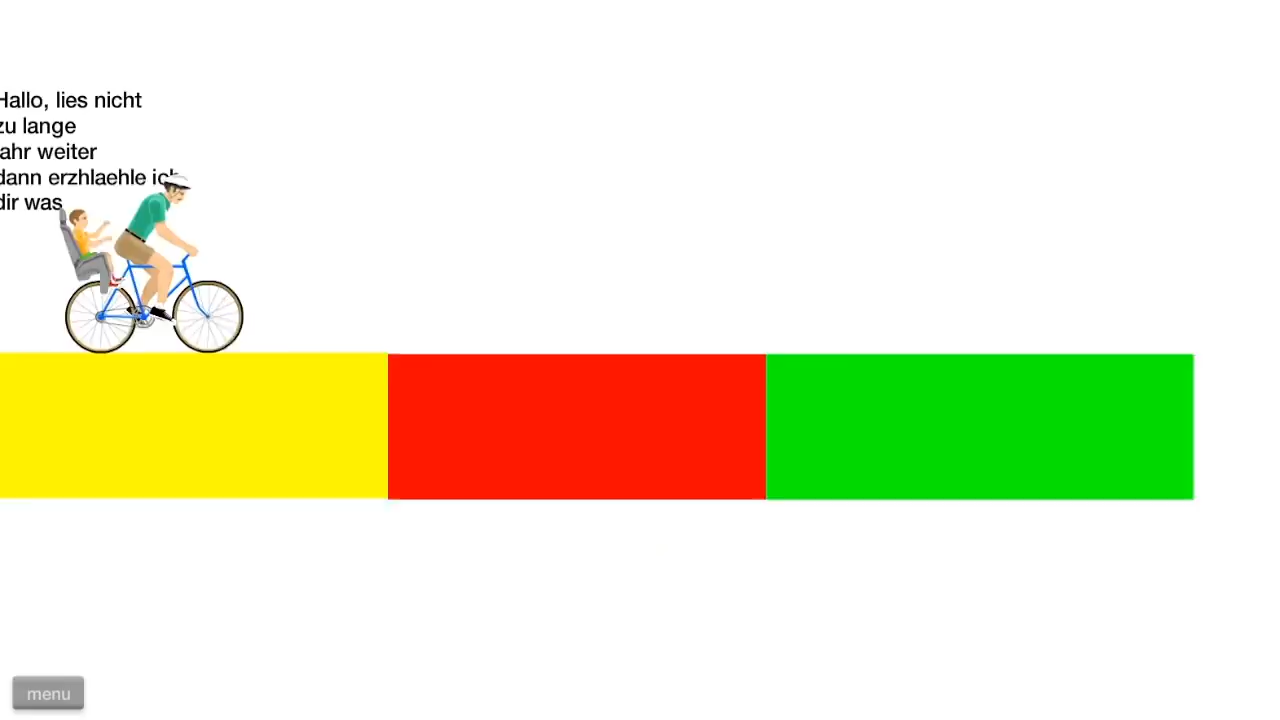 Hallo, lies nicht
zu lange
ahr weiter
dann erzhlaehle ich
dir was
menu